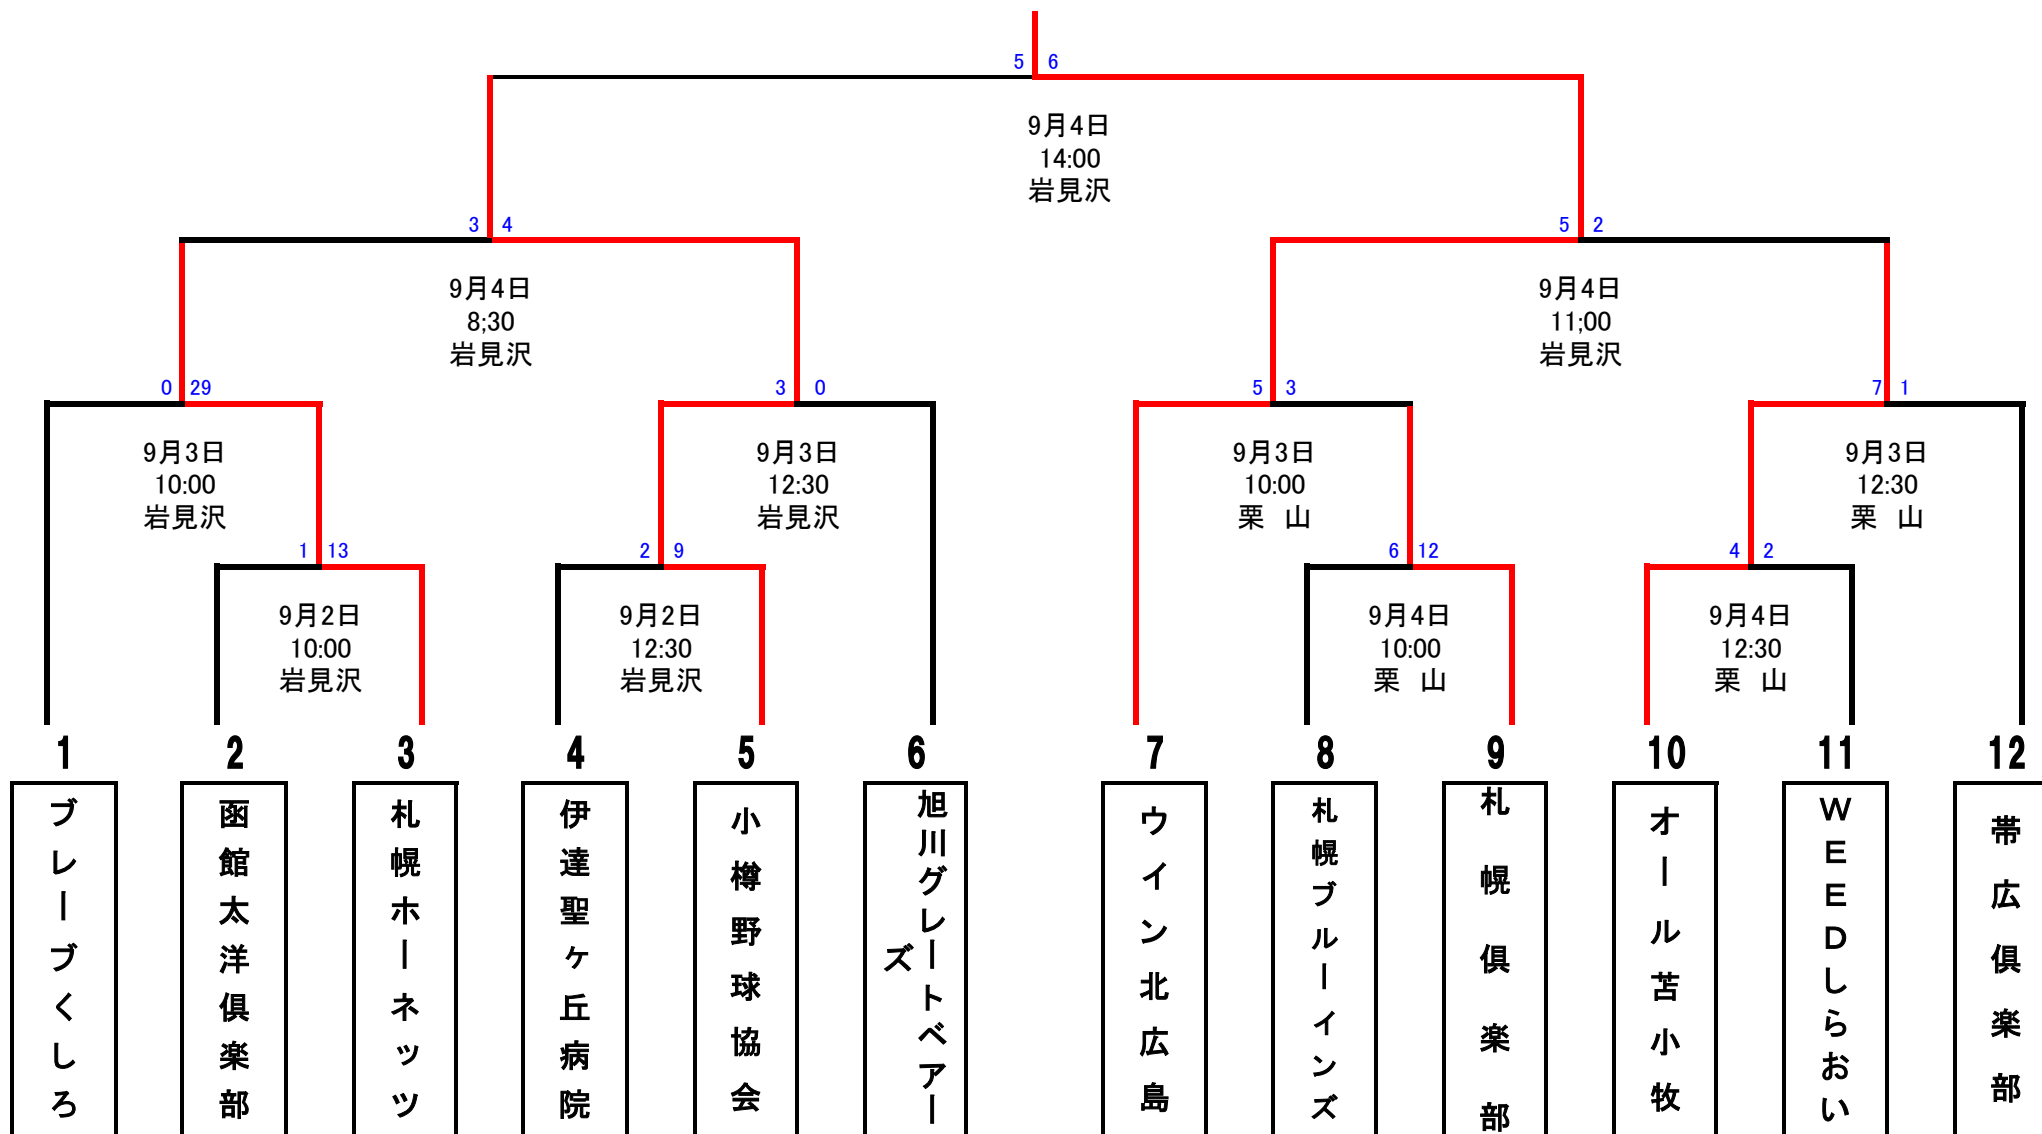 5 6
9月4日
14:00
岩見沢
3 4
5 2
9月4日
8;30
岩見沢
9月4日
11;00
岩見沢
0 29
3 0
5 3
7 1
9月3日
10:00
岩見沢
9月3日
12:30
岩見沢
9月3日
10:00
栗 山
9月3日
12:30
栗 山
1 13
2 9
6 12
4 2
9月2日
10:00
岩見沢
9月2日
12:30
岩見沢
9月4日
10:00
栗 山
9月4日
12:30
栗 山
1
ブレーブくしろ
2
函館太洋倶楽部
3
札幌ホーネッツ
4
伊達聖ヶ丘病院
5
小樽野球協会
6
旭川グレートベアー
ズ
7
ウイン北広島
8
札幌ブルーインズ
9
札幌倶楽部
10
オール苫小牧
11
WEEDしらおい
12
帯広倶楽部